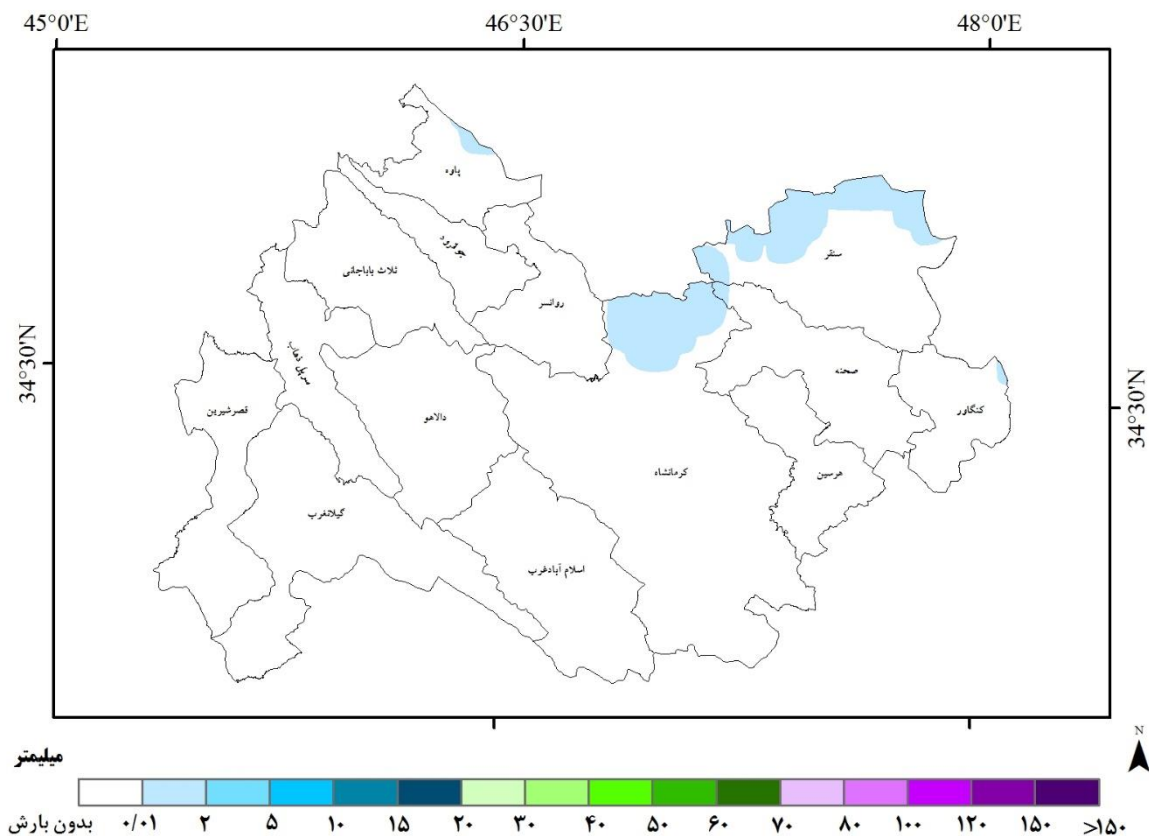 45°0'E 46°30'E 48°0'E
34°30'N
34°30'N
پاوه
جوانرود
ثلاث باباجانی
روانسر
سنقر
سرپل ذهاب
صحنه
قصرشیرین
دالاهو
کنگاور
کرمانشاه
هرسین
گیلانغرب
اسلام آبادغرب
N
میلیمتر
بدون بارش ۰/۰۱ ۲ ۵ ۱۰ ۱۵ ۲۰ ۳۰ ۴۰ ۵۰ ۶۰ ۷۰ ۸۰ ۱۰۰ ۱۲۰ ۱۵۰ >۱۵۰